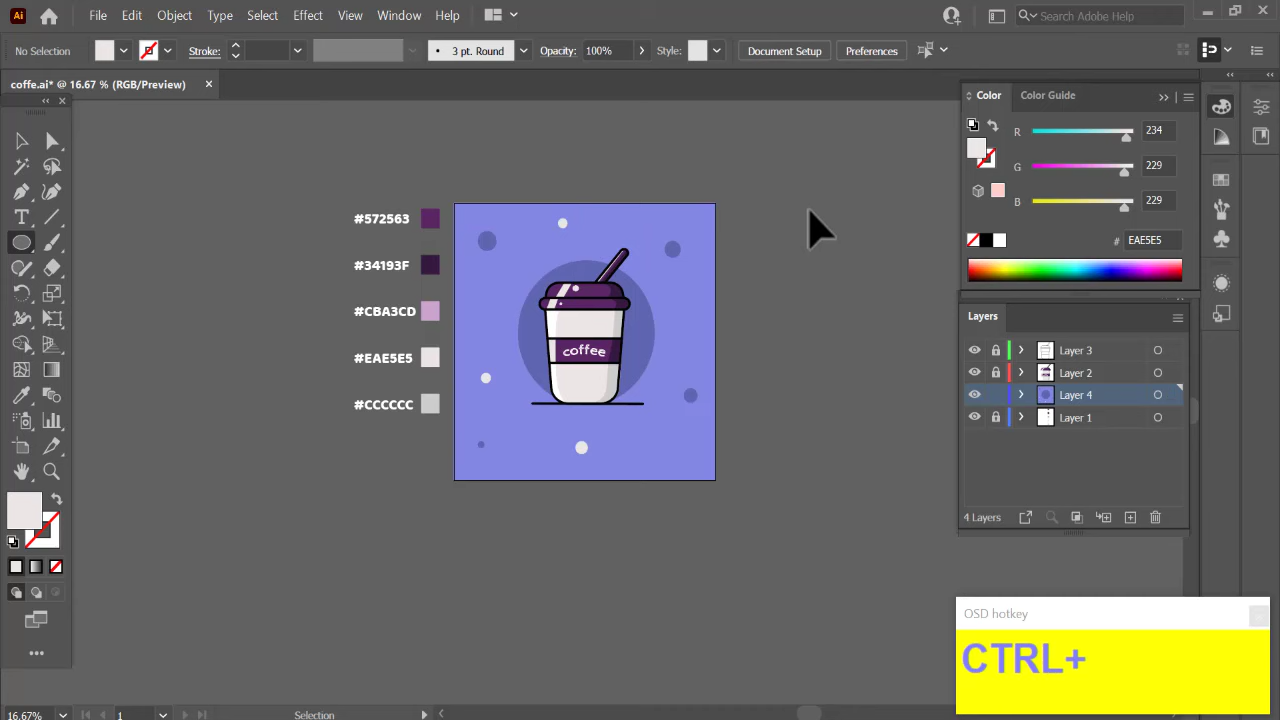 Ai File Edit Object Type Select Effect View Window Help Search Adobe Help
No Selection Stroke: 3 pt. Round Opacity: 100% Style: Document Setup Preferences
coffe.ai* @ 16.67 % (RGB/Preview)
Color Color Guide
R 234
G 229
B 229
# EAE5E5
#572563
#34193F
#CBA3CD
#EAE5E5
#CCCCCC
coffee
Layers
Layer 3
Layer 2
Layer 4
Layer 1
4 Layers
OSD hotkey
CTRL+
16.67% 1 Selection